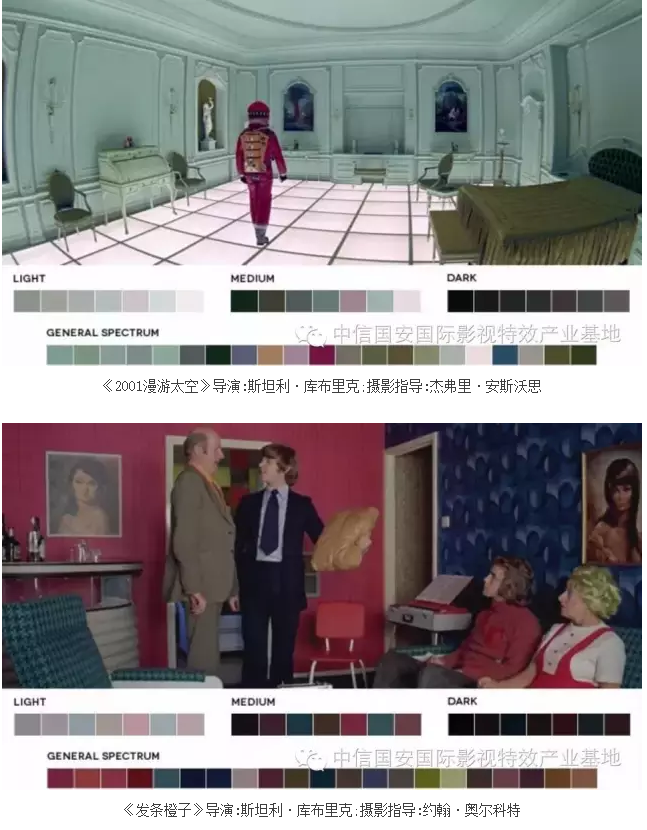 LIGHT
MEDIUM
DARK
GENERAL SPECTRUM
中信国安国际影视特效产业基地
《2001漫游太空》导演:斯坦利·库布里克;摄影指导:杰弗里·安斯沃思
LIGHT
MEDIUM
DARK
GENERAL SPECTRUM
中信国安国际影视特效产业基地
《发条橙子》导演:斯坦利·库布里克;摄影指导:约翰·奥尔科特